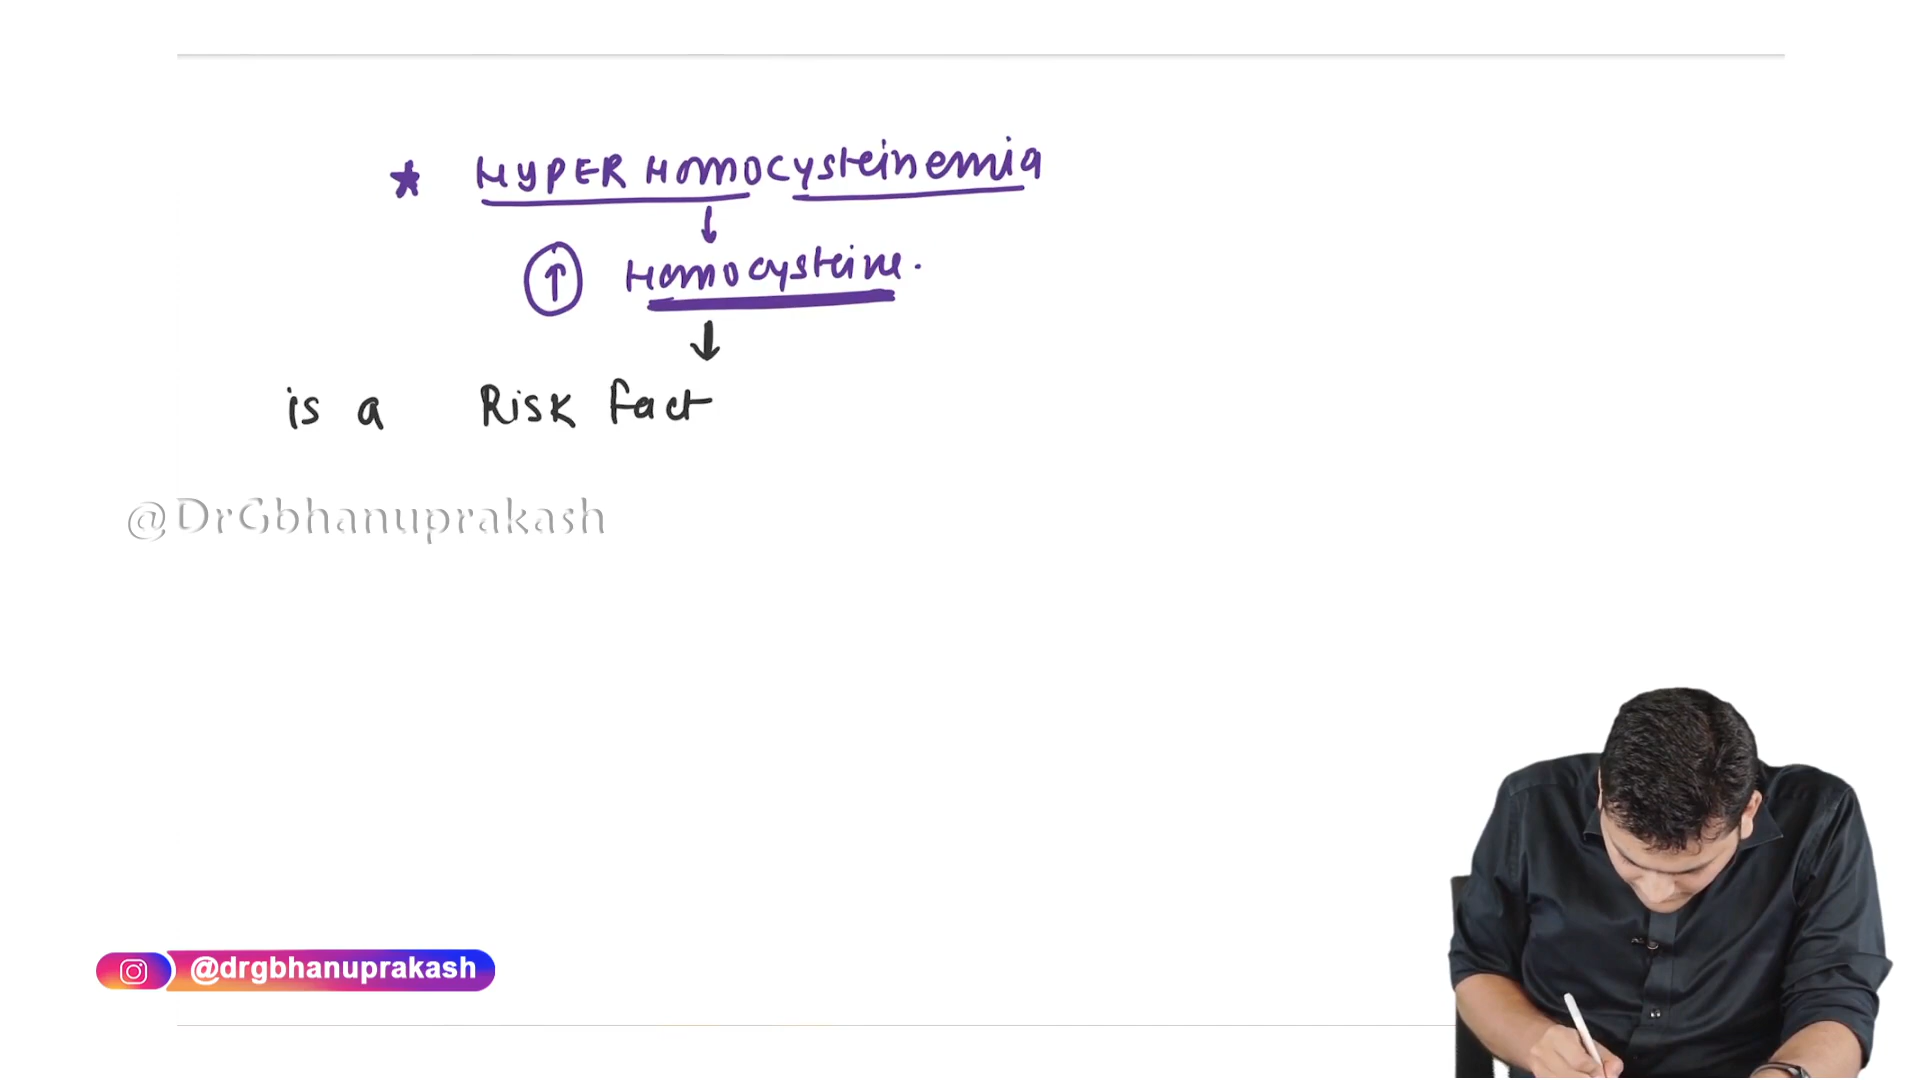 * HYPER HomocysteinemiA
↓
↑ Homocysteine.
↓
is a Risk fact
@DrGbhanuprakash
@drgbhanuprakash